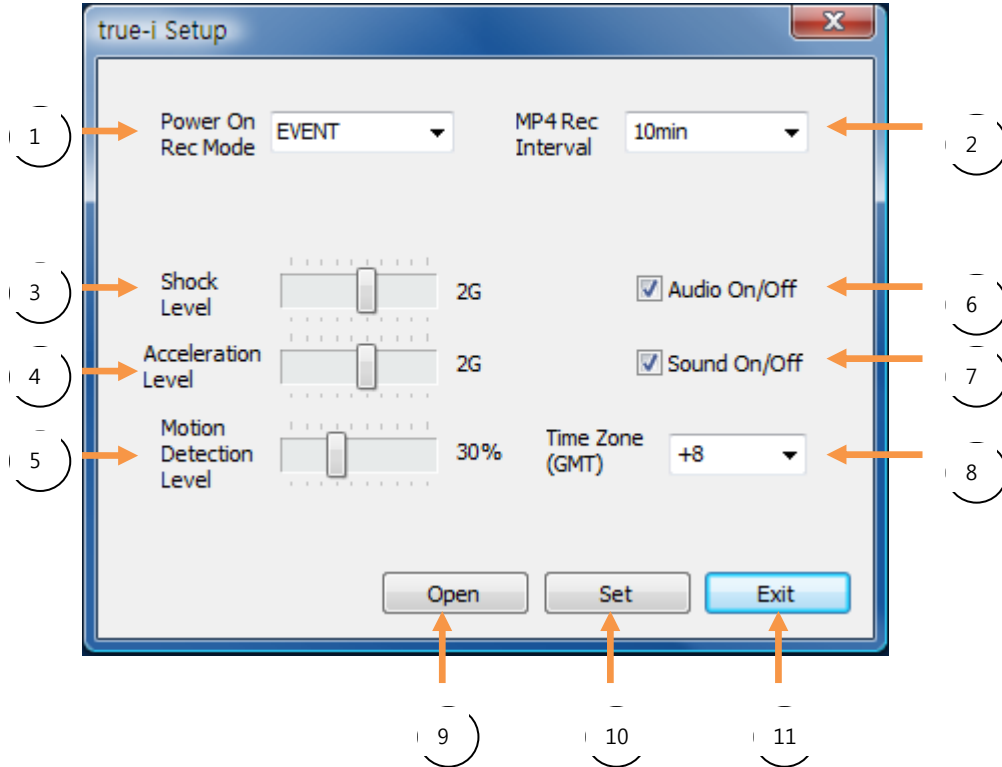 true-i Setup
1
Power On
Rec Mode
EVENT
MP4 Rec
Interval
10min
2
3
Shock
Level
2G
Audio On/Off
6
4
Acceleration
Level
2G
Sound On/Off
7
5
Motion
Detection
Level
30%
Time Zone
(GMT)
+8
8
Open
Set
Exit
9
10
11